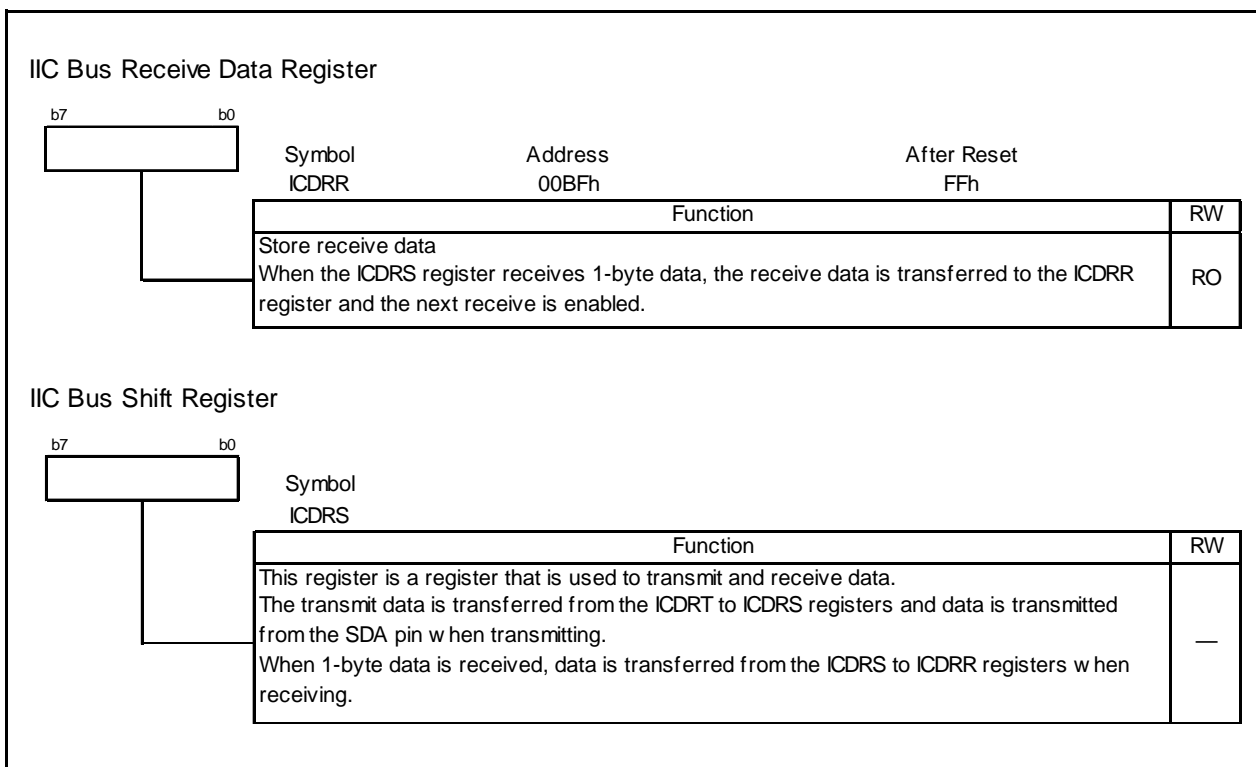 IIC Bus Receive Data Register
b7 b0
Symbol Address After Reset
ICDRR 00BFh FFh
Function RW
Store receive data
When the ICDRS register receives 1-byte data, the receive data is transferred to the ICDRR
register and the next receive is enabled.
RO
IIC Bus Shift Register
b7 b0
Symbol
ICDRS
Function RW
This register is a register that is used to transmit and receive data.
The transmit data is transferred from the ICDRT to ICDRS registers and data is transmitted
from the SDA pin when transmitting.
When 1-byte data is received, data is transferred from the ICDRS to ICDRR registers when
receiving.
—